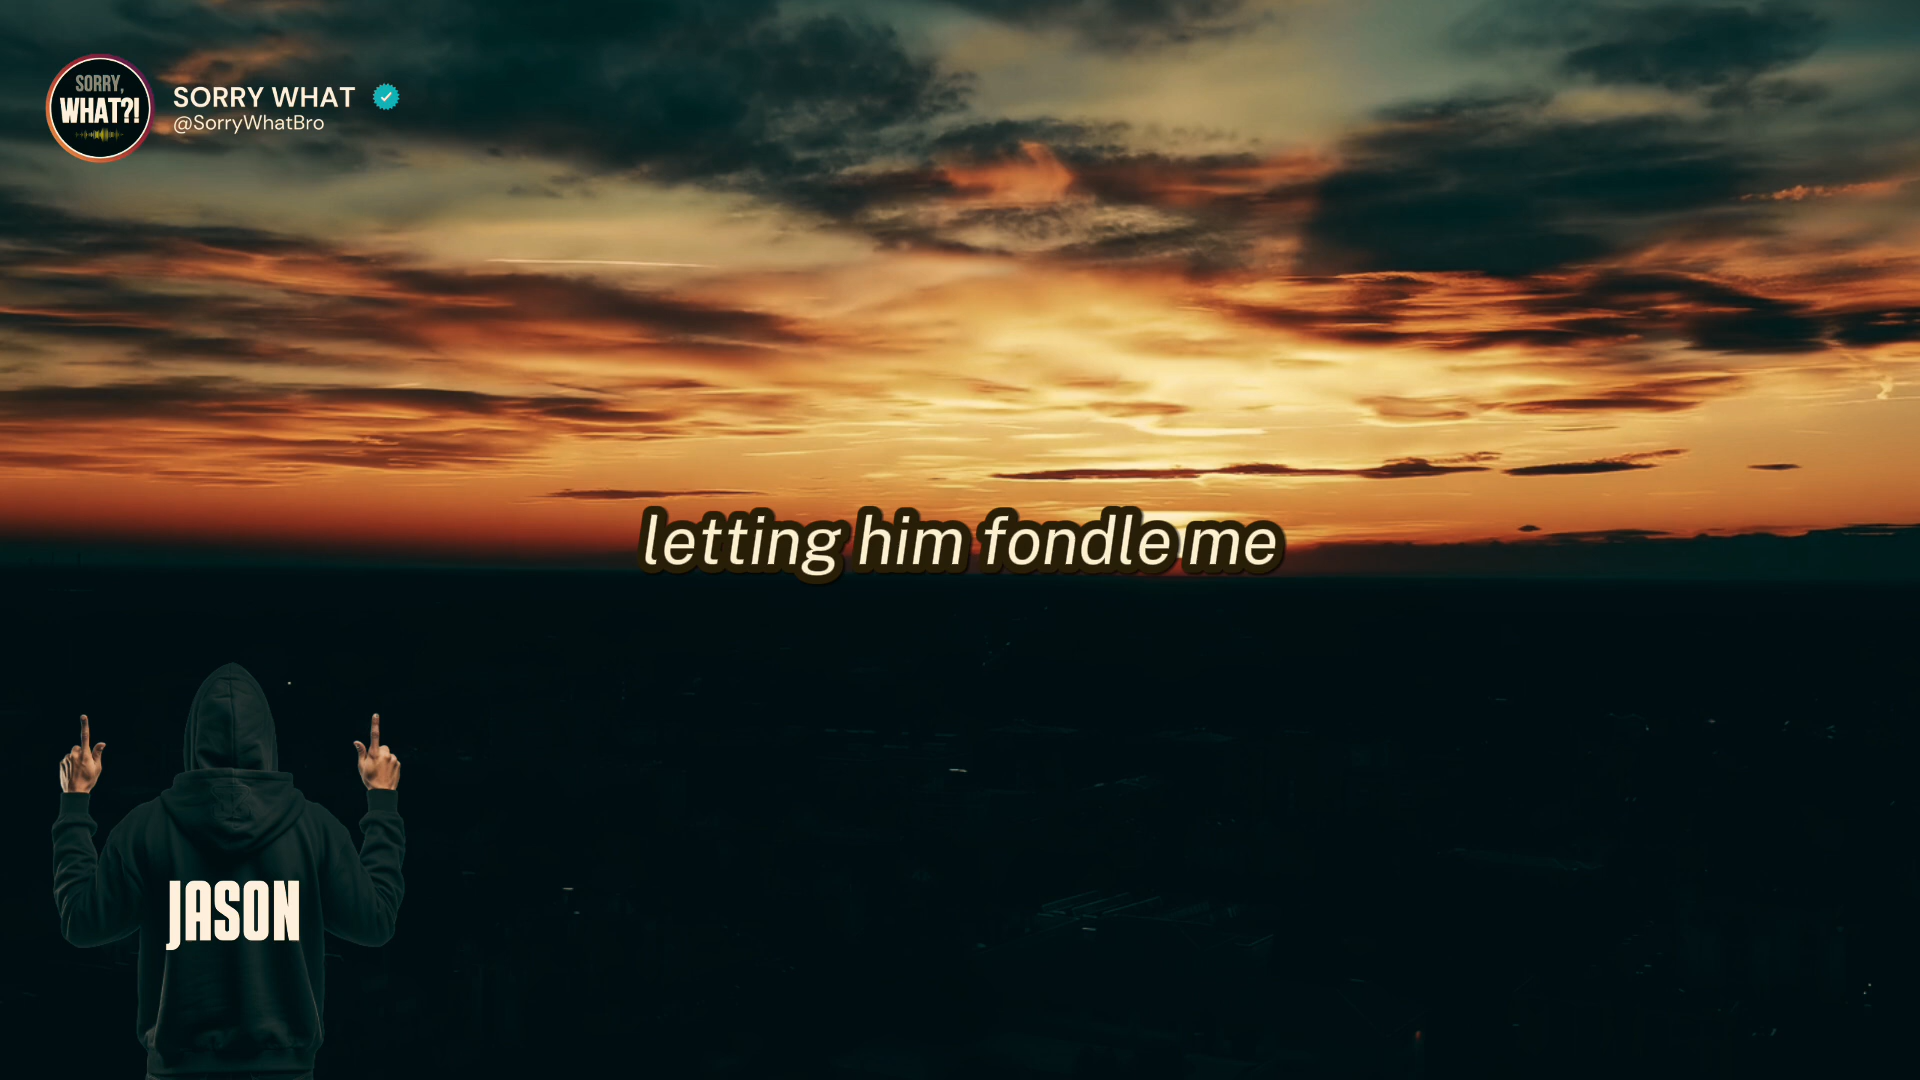 SORRY,
WHAT?!
SORRY WHAT
@SorryWhatBro
letting him fondle me
JASON